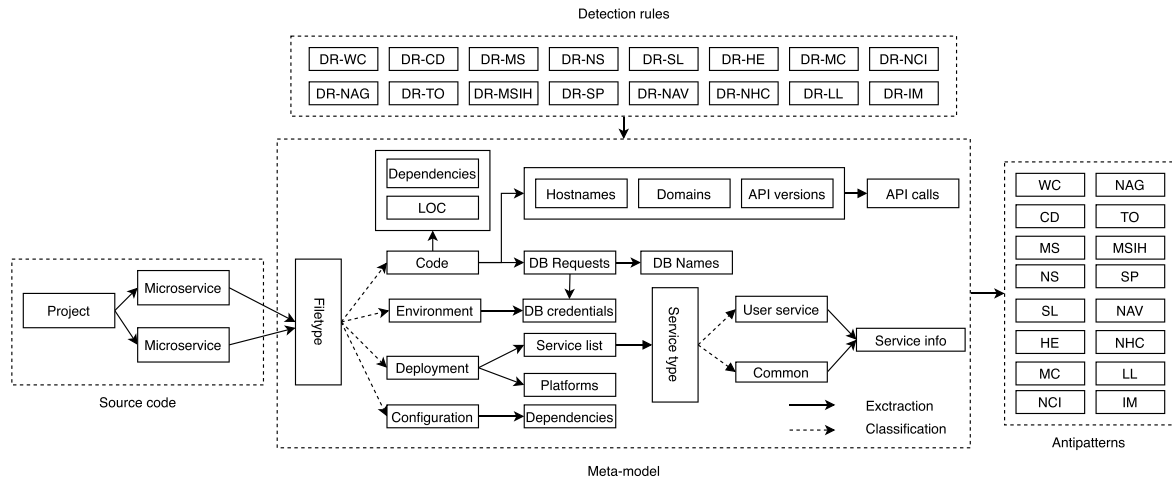 Detection rules
DR-WC DR-CD DR-MS DR-NS DR-SL DR-HE DR-MC DR-NCI
DR-NAG DR-TO DR-MSIH DR-SP DR-NAV DR-NHC DR-LL DR-IM
Project
Microservice
Microservice
Source code
Filetype
Dependencies
LOC
Code
Environment
Deployment
Configuration
Hostnames Domains API versions API calls
DB Requests DB Names
DB credentials
Service list
Platforms
Dependencies
Service type
User service
Common
Service info
Exctraction
Classification
Meta-model
WC NAG
CD TO
MS MSIH
NS SP
SL NAV
HE NHC
MC LL
NCI IM
Antipatterns